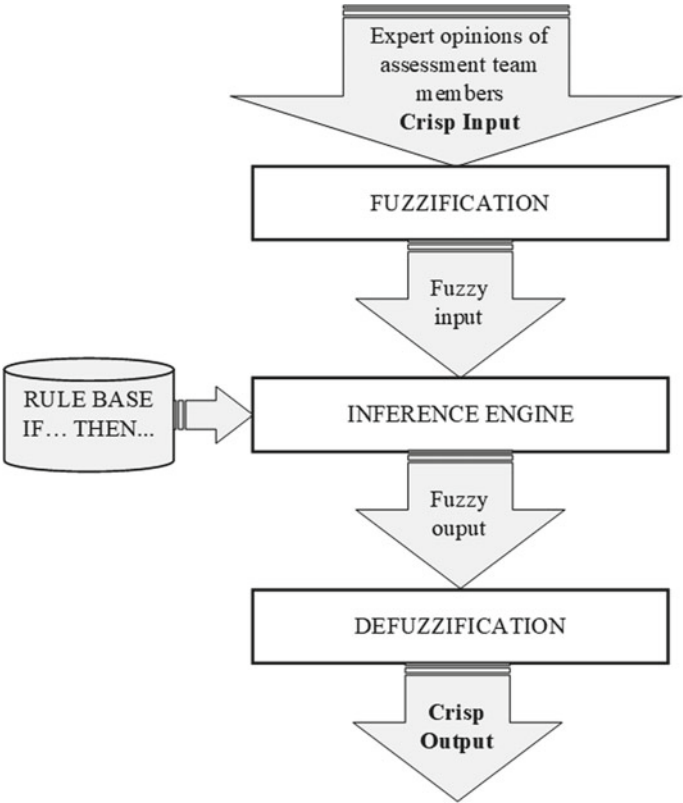 Expert opinions of
assessment team
members
Crisp Input
FUZZIFICATION
Fuzzy
input
RULE BASE
IF… THEN...
INFERENCE ENGINE
Fuzzy
ouput
DEFUZZIFICATION
Crisp
Output